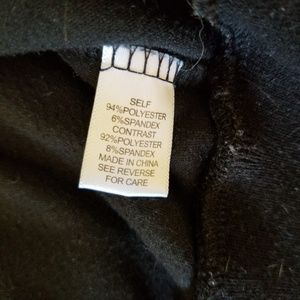 SELF
94%POLYESTER
6%SPANDEX
CONTRAST
92%POLYESTER
8%SPANDEX
MADE IN CHINA
SEE REVERSE
FOR CARE